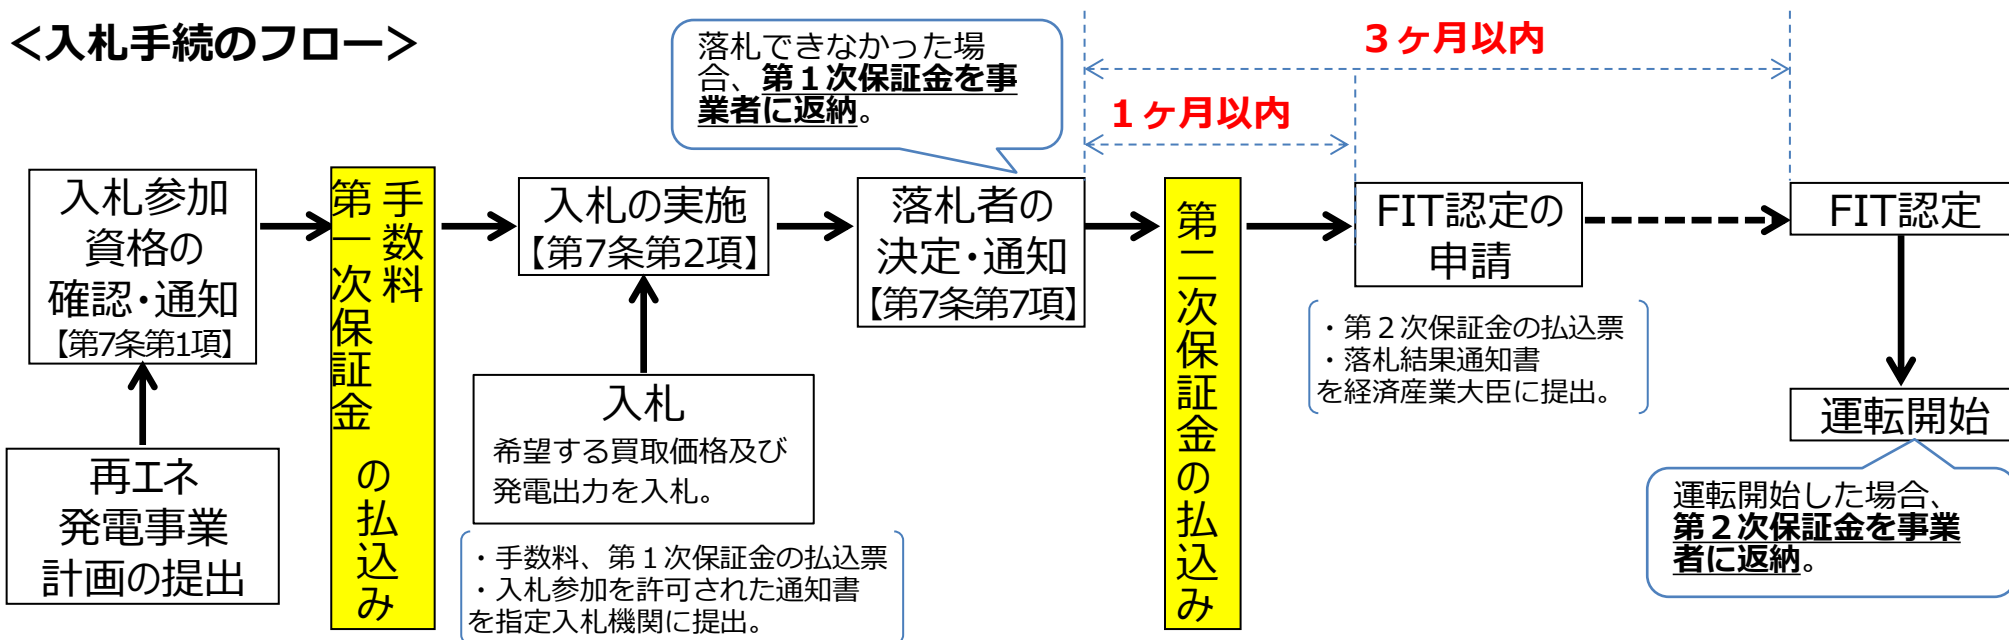 ＜入札手続のフロー＞
落札できなかった場
合、第１次保証金を事
業者に返納。
３ヶ月以内
１ヶ月以内
入札参加
資格の
確認・通知
【第7条第1項】
再エネ
発電事業
計画の提出
手数料
第一次保証金
の払込み
入札の実施
【第7条第2項】
入札
希望する買取価格及び
発電出力を入札。
・手数料、第１次保証金の払込票
・入札参加を許可された通知書
を指定入札機関に提出。
落札者の
決定・通知
【第7条第7項】
第二次保証金の払込み
FIT認定の
申請
・第２次保証金の払込票
・落札結果通知書
を経済産業大臣に提出。
FIT認定
運転開始
運転開始した場合、
第２次保証金を事業
者に返納。